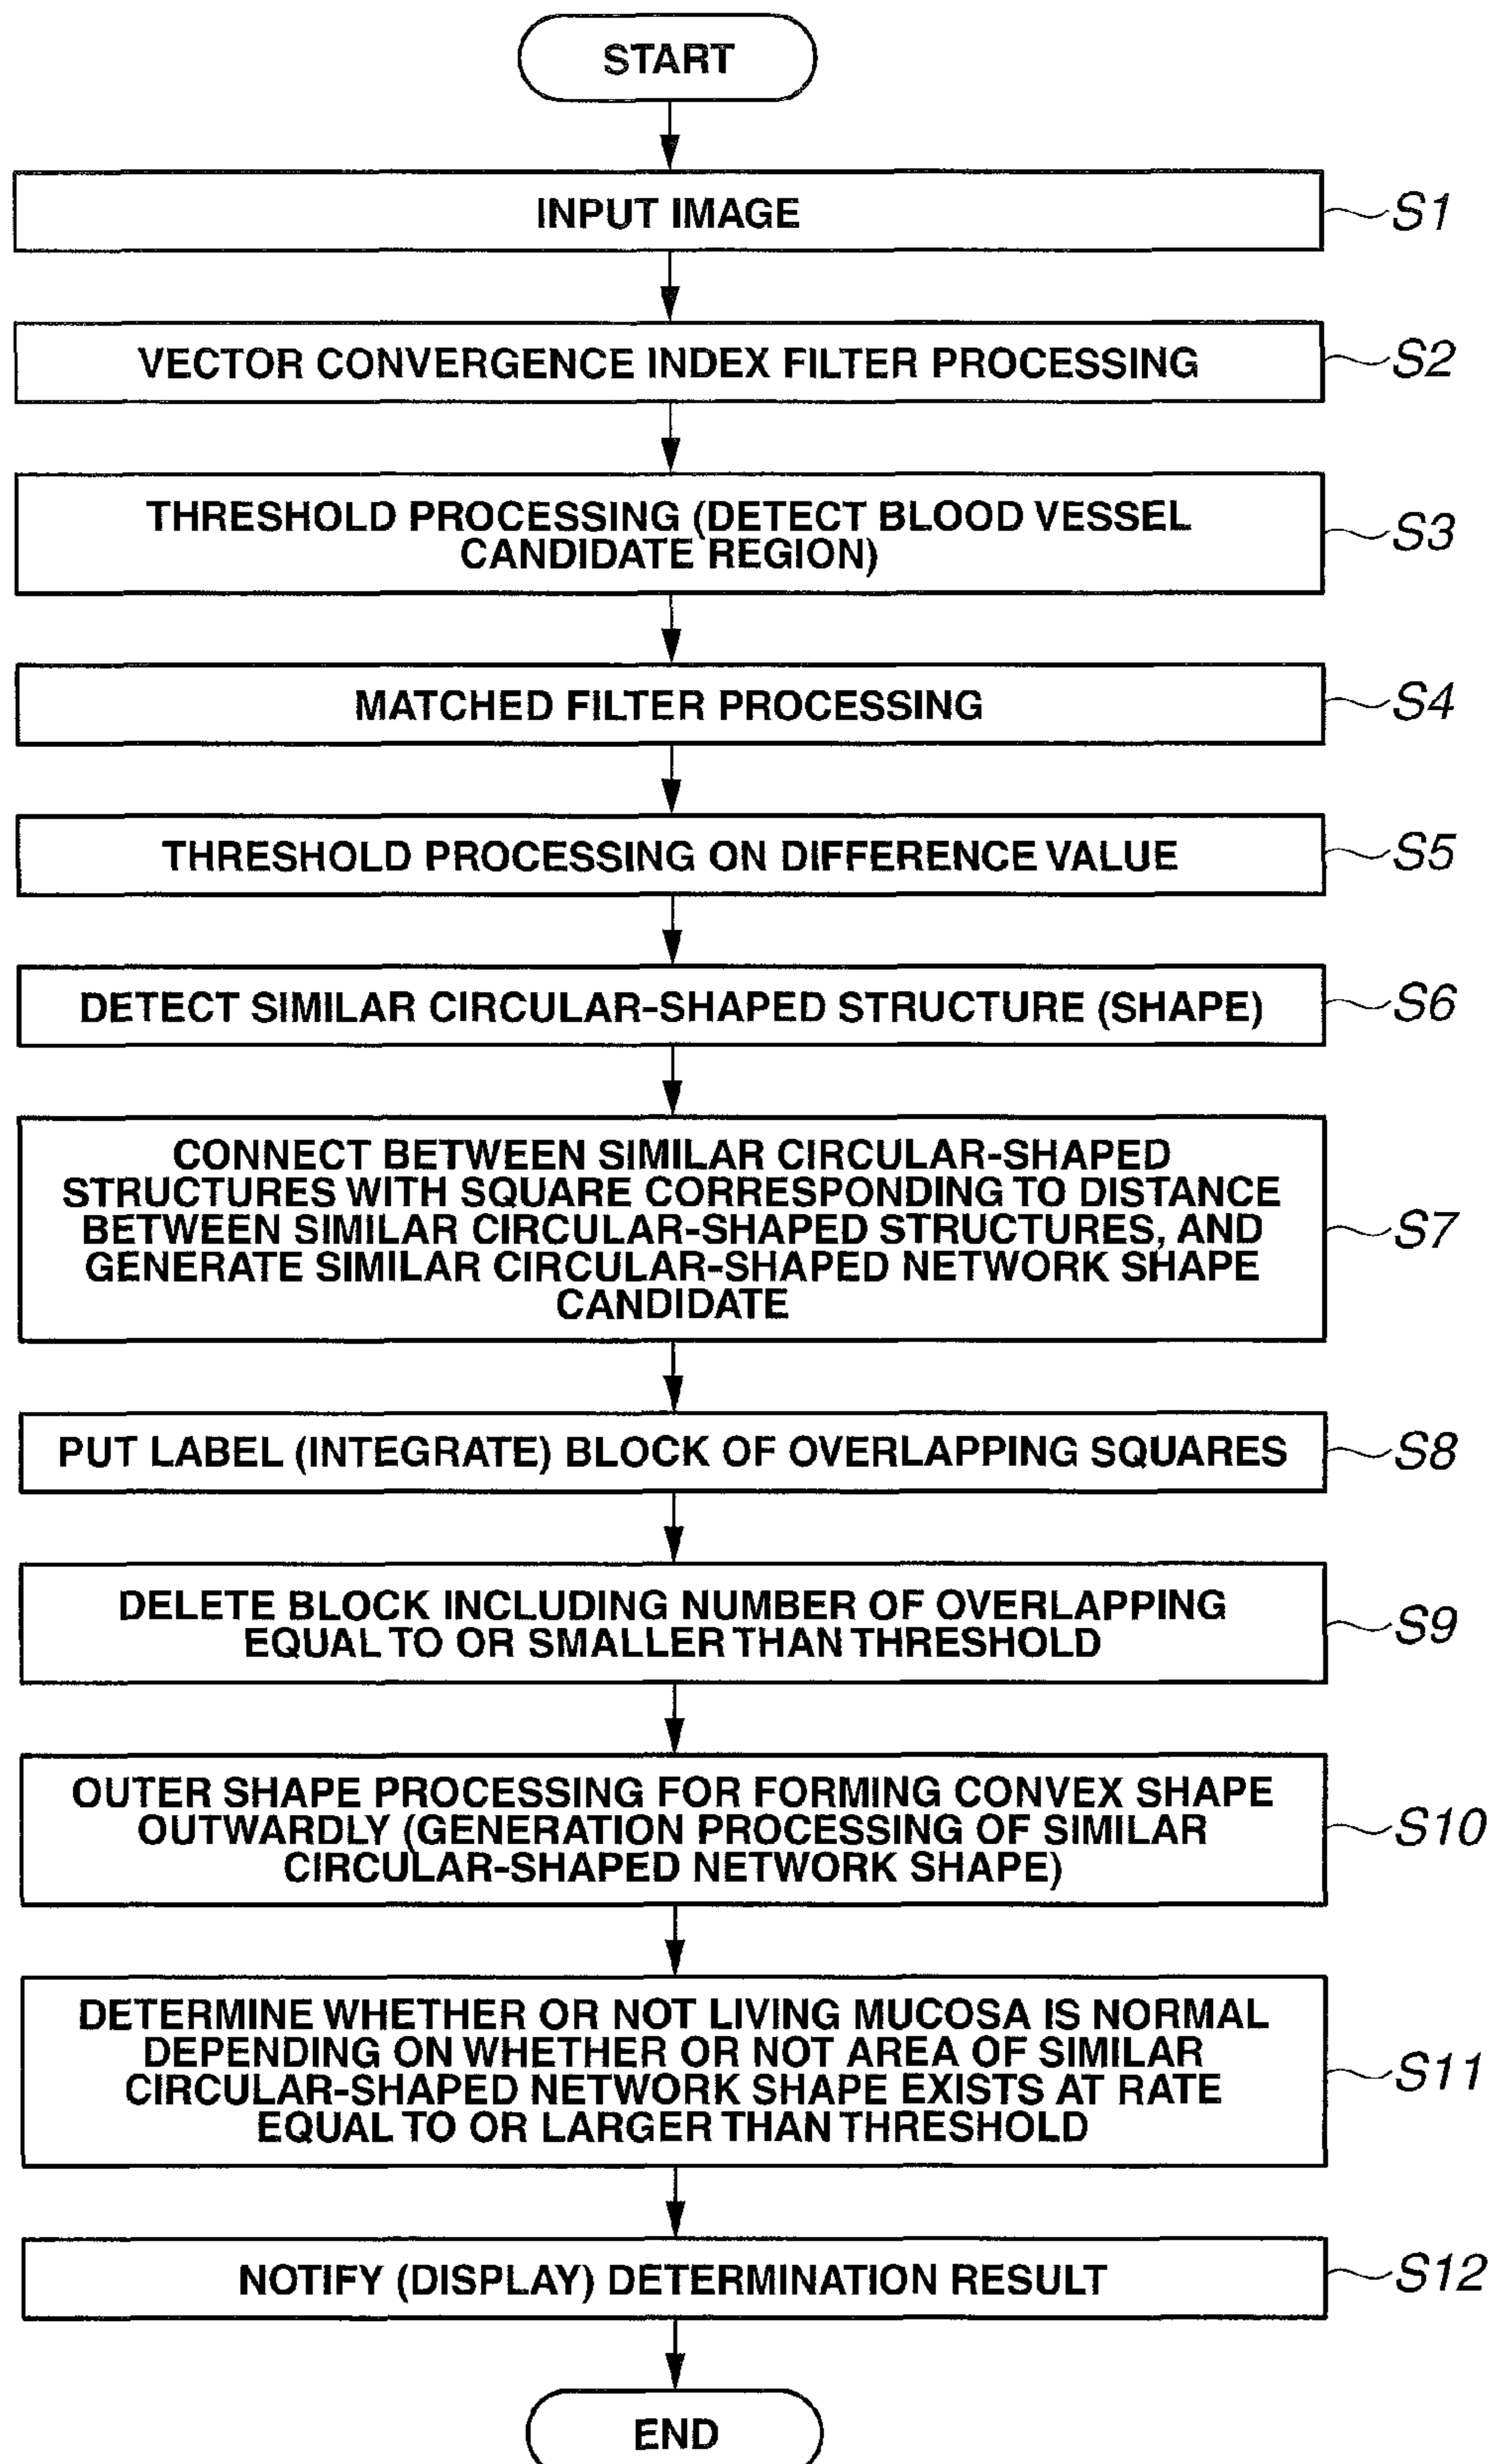 START
INPUT IMAGE
S1
VECTOR CONVERGENCE INDEX FILTER PROCESSING
S2
THRESHOLD PROCESSING (DETECT BLOOD VESSEL
CANDIDATE REGION)
S3
MATCHED FILTER PROCESSING
S4
THRESHOLD PROCESSING ON DIFFERENCE VALUE
S5
DETECT SIMILAR CIRCULAR-SHAPED STRUCTURE (SHAPE)
S6
CONNECT BETWEEN SIMILAR CIRCULAR-SHAPED
STRUCTURES WITH SQUARE CORRESPONDING TO DISTANCE
BETWEEN SIMILAR CIRCULAR-SHAPED STRUCTURES, AND
GENERATE SIMILAR CIRCULAR-SHAPED NETWORK SHAPE
CANDIDATE
S7
PUT LABEL (INTEGRATE) BLOCK OF OVERLAPPING SQUARES
S8
DELETE BLOCK INCLUDING NUMBER OF OVERLAPPING
EQUAL TO OR SMALLER THAN THRESHOLD
S9
OUTER SHAPE PROCESSING FOR FORMING CONVEX SHAPE
OUTWARDLY (GENERATION PROCESSING OF SIMILAR
CIRCULAR-SHAPED NETWORK SHAPE)
S10
DETERMINE WHETHER OR NOT LIVING MUCOSA IS NORMAL
DEPENDING ON WHETHER OR NOT AREA OF SIMILAR
CIRCULAR-SHAPED NETWORK SHAPE EXISTS AT RATE
EQUAL TO OR LARGER THAN THRESHOLD
S11
NOTIFY (DISPLAY) DETERMINATION RESULT
S12
END